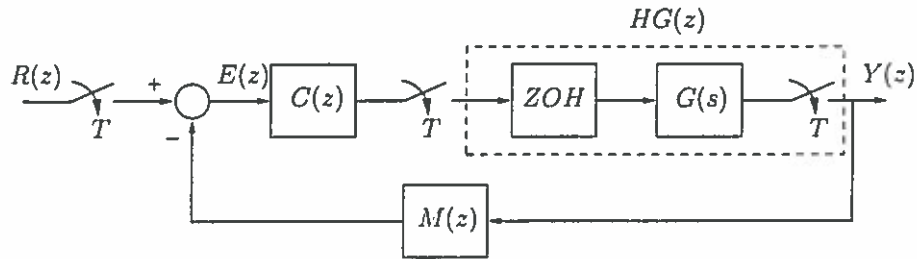 HG(z)
R(z)
T
+
−
E(z)
C(z)
T
ZOH
G(s)
T
Y(z)
M(z)